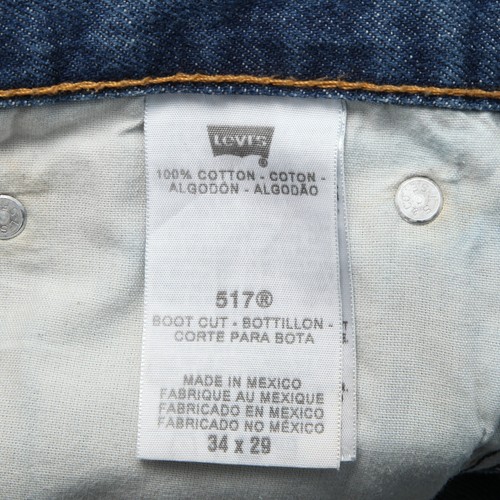 Levi's®
100% COTTON - COTON -
ALGODÓN - ALGODÃO
517®
BOOT CUT - BOTTILLON -
CORTE PARA BOTA
MADE IN MEXICO
FABRIQUE AU MEXIQUE
FABRICADO EN MEXICO
FABRICADO NO MÉXICO
34 x 29